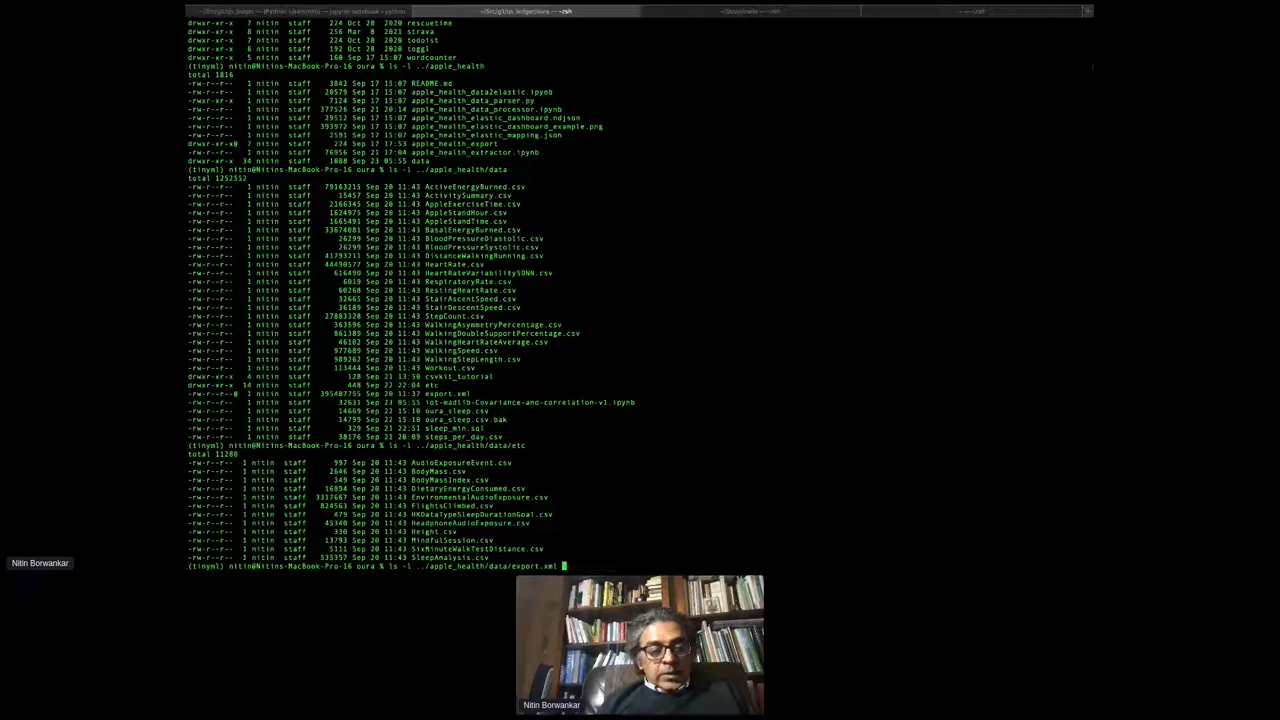 ~/Src/git/qs_ledger/oura — -zsh
~/Downloads — -zsh
drwxr-xr-x 7 nitin staff 224 Oct 28 2020 rescuetime
drwxr-xr-x 8 nitin staff 256 Mar 8 2021 strava
drwxr-xr-x 7 nitin staff 224 Oct 28 2020 todoist
drwxr-xr-x 6 nitin staff 192 Oct 28 2020 toggl
drwxr-xr-x 5 nitin staff 160 Sep 17 15:07 wordcounter
(tinyml) nitin@Nitins-MacBook-Pro-16 oura % ls -l ../apple_health
total 1816
-rw-r--r-- 1 nitin staff 3842 Sep 17 15:07 README.md
-rw-r--r-- 1 nitin staff 20579 Sep 17 15:07 apple_health_data2elastic.ipynb
-rwxr-xr-x 1 nitin staff 7124 Sep 17 15:07 apple_health_data_parser.py
-rw-r--r-- 1 nitin staff 377526 Sep 21 20:14 apple_health_data_processor.ipynb
-rw-r--r-- 1 nitin staff 29512 Sep 17 15:07 apple_health_elastic_dashboard.ndjson
-rw-r--r-- 1 nitin staff 393972 Sep 17 15:07 apple_health_elastic_dashboard_example.png
-rw-r--r-- 1 nitin staff 2591 Sep 17 15:07 apple_health_elastic_mapping.json
drwxr-xr-x@ 7 nitin staff 224 Sep 17 17:53 apple_health_export
-rw-r--r-- 1 nitin staff 76956 Sep 21 17:04 apple_health_extractor.ipynb
drwxr-xr-x 34 nitin staff 1088 Sep 23 05:55 data
(tinyml) nitin@Nitins-MacBook-Pro-16 oura % ls -l ../apple_health/data
total 1252552
-rw-r--r-- 1 nitin staff 79163215 Sep 20 11:43 ActiveEnergyBurned.csv
-rw-r--r-- 1 nitin staff 15457 Sep 20 11:43 ActivitySummary.csv
-rw-r--r-- 1 nitin staff 2166345 Sep 20 11:43 AppleExerciseTime.csv
-rw-r--r-- 1 nitin staff 1624975 Sep 20 11:43 AppleStandHour.csv
-rw-r--r-- 1 nitin staff 1665491 Sep 20 11:43 AppleStandTime.csv
-rw-r--r-- 1 nitin staff 33674081 Sep 20 11:43 BasalEnergyBurned.csv
-rw-r--r-- 1 nitin staff 26299 Sep 20 11:43 BloodPressureDiastolic.csv
-rw-r--r-- 1 nitin staff 26299 Sep 20 11:43 BloodPressureSystolic.csv
-rw-r--r-- 1 nitin staff 41793211 Sep 20 11:43 DistanceWalkingRunning.csv
-rw-r--r-- 1 nitin staff 44490577 Sep 20 11:43 HeartRate.csv
-rw-r--r-- 1 nitin staff 616490 Sep 20 11:43 HeartRateVariabilitySDNN.csv
-rw-r--r-- 1 nitin staff 6019 Sep 20 11:43 RespiratoryRate.csv
-rw-r--r-- 1 nitin staff 60268 Sep 20 11:43 RestingHeartRate.csv
-rw-r--r-- 1 nitin staff 32665 Sep 20 11:43 StairAscentSpeed.csv
-rw-r--r-- 1 nitin staff 36189 Sep 20 11:43 StairDescentSpeed.csv
-rw-r--r-- 1 nitin staff 27883328 Sep 20 11:43 StepCount.csv
-rw-r--r-- 1 nitin staff 363596 Sep 20 11:43 WalkingAsymmetryPercentage.csv
-rw-r--r-- 1 nitin staff 861389 Sep 20 11:43 WalkingDoubleSupportPercentage.csv
-rw-r--r-- 1 nitin staff 46102 Sep 20 11:43 WalkingHeartRateAverage.csv
-rw-r--r-- 1 nitin staff 977689 Sep 20 11:43 WalkingSpeed.csv
-rw-r--r-- 1 nitin staff 989262 Sep 20 11:43 WalkingStepLength.csv
-rw-r--r-- 1 nitin staff 113444 Sep 20 11:43 Workout.csv
drwxr-xr-x 4 nitin staff 128 Sep 21 13:50 csvkit_tutorial
drwxr-xr-x 14 nitin staff 448 Sep 22 22:04 etc
-rw-r--r--@ 1 nitin staff 395487755 Sep 20 11:37 export.xml
-rw-r--r-- 1 nitin staff 32631 Sep 23 05:55 iot-madlib-Covariance-and-correlation-v1.ipynb
-rw-r--r-- 1 nitin staff 14669 Sep 22 15:10 oura_sleep.csv
-rw-r--r-- 1 nitin staff 14799 Sep 22 15:10 oura_sleep.csv.bak
-rw-r--r-- 1 nitin staff 329 Sep 21 22:51 sleep_min.sql
-rw-r--r-- 1 nitin staff 38176 Sep 21 20:09 steps_per_day.csv
(tinyml) nitin@Nitins-MacBook-Pro-16 oura % ls -l ../apple_health/data/etc
total 11280
-rw-r--r-- 1 nitin staff 997 Sep 20 11:43 AudioExposureEvent.csv
-rw-r--r-- 1 nitin staff 2646 Sep 20 11:43 BodyMass.csv
-rw-r--r-- 1 nitin staff 349 Sep 20 11:43 BodyMassIndex.csv
-rw-r--r-- 1 nitin staff 16894 Sep 20 11:43 DietaryEnergyConsumed.csv
-rw-r--r-- 1 nitin staff 3317667 Sep 20 11:43 EnvironmentalAudioExposure.csv
-rw-r--r-- 1 nitin staff 824563 Sep 20 11:43 FlightsClimbed.csv
-rw-r--r-- 1 nitin staff 479 Sep 20 11:43 HKDataTypeSleepDurationGoal.csv
-rw-r--r-- 1 nitin staff 45340 Sep 20 11:43 HeadphoneAudioExposure.csv
-rw-r--r-- 1 nitin staff 330 Sep 20 11:43 Height.csv
-rw-r--r-- 1 nitin staff 13793 Sep 20 11:43 MindfulSession.csv
-rw-r--r-- 1 nitin staff 5111 Sep 20 11:43 SixMinuteWalkTestDistance.csv
-rw-r--r-- 1 nitin staff 535357 Sep 20 11:43 SleepAnalysis.csv
(tinyml) nitin@Nitins-MacBook-Pro-16 oura % ls -l ../apple_health/data/export.xml
Nitin Borwankar
Nitin Borwankar